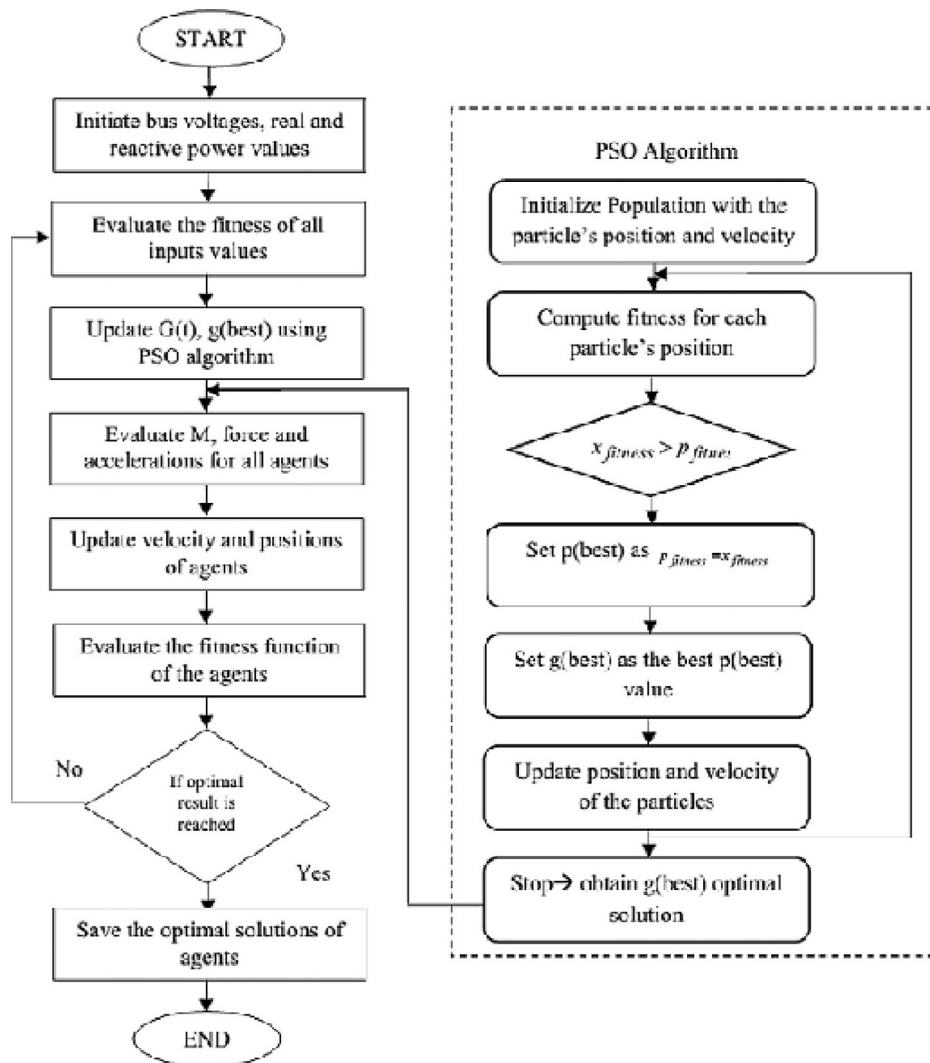 START
Initiate bus voltages, real and
reactive power values
Evaluate the fitness of all
inputs values
Update G(t), g(best) using
PSO algorithm
Evaluate M, force and
accelerations for all agents
Update velocity and positions
of agents
Evaluate the fitness function
of the agents
No
If optimal
result is
reached
Yes
Save the optimal solutions of
agents
END
PSO Algorithm
Initialize Population with the
particle's position and velocity
Compute fitness for each
particle's position
x fitness > p fitnes
Set p(best) as p fitness = x fitness
Set g(best) as the best p(best)
value
Update position and velocity
of the particles
Stop→ obtain g(best) optimal
solution